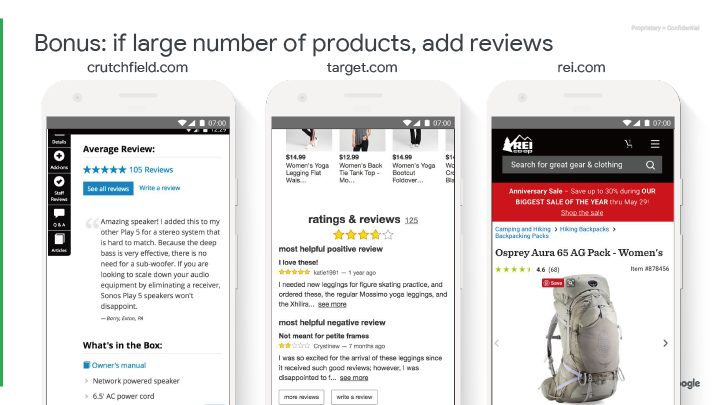 Proprietary + Confidential
Bonus: if large number of products, add reviews
crutchfield.com
target.com
rei.com
07:00
12:29
Details
Add-ons
Staff
Reviews
Q & A
Articles
Average Review:
105 Reviews
See all reviews
Write a review
Amazing speaker! I added this to my
other Play 5 for a stereo system that
is hard to match. Because the deep
bass is very effective, there is no
need for a sub-woofer. If you are
looking to scale down your audio
equipment by eliminating a receiver,
Sonos Play 5 speakers won't
disappoint.
— Barry, Exton, PA
What's in the Box:
Owner's manual
Network powered speaker
6.5' AC power cord
07:00
$14.99
Women's Yoga
Legging Flat
Wais...
$12.99
Women's Back
Tie Tank Top -
Mo...
$14.99
Women's Yoga
Bootcut
Foldover...
$14
Wo
Cro
Bla
ratings & reviews 125
most helpful positive review
I love these!
katie1981 — 1 year ago
I needed new leggings for figure skating practice, and
ordered these, the regular Mossimo yoga leggings, and
the Xhilira... see more
most helpful negative review
Not meant for petite frames
Crystinew — 7 months ago
I was so excited for the arrival of these leggings since
it received such good reviews; however, I was
disappointed to f... see more
more reviews
write a review
07:00
REI
co-op
Search for great gear & clothing
Anniversary Sale – Save up to 30% during OUR
BIGGEST SALE OF THE YEAR thru May 29!
Shop the sale
Camping and Hiking > Hiking Backpacks >
Backpacking Packs
Osprey Aura 65 AG Pack - Women's
4.6 (68)
Item #878456
Save
ogle